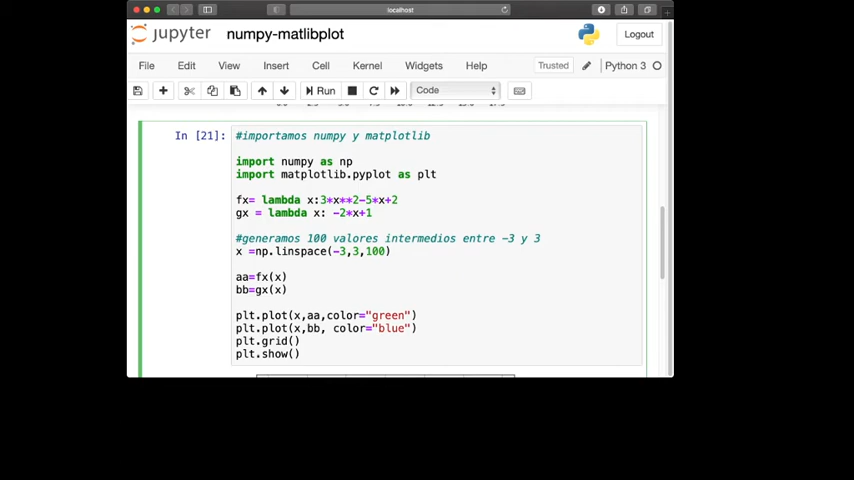 localhost
jupyter numpy-matlibplot Logout
File Edit View Insert Cell Kernel Widgets Help Trusted Python 3
Run Code
In [21]:
#importamos numpy y matplotlib
import numpy as np
import matplotlib.pyplot as plt
fx= lambda x:3*x**2-5*x+2
gx = lambda x: -2*x+1
#generamos 100 valores intermedios entre -3 y 3
x =np.linspace(-3,3,100)
aa=fx(x)
bb=gx(x)
plt.plot(x,aa,color="green")
plt.plot(x,bb, color="blue")
plt.grid()
plt.show()